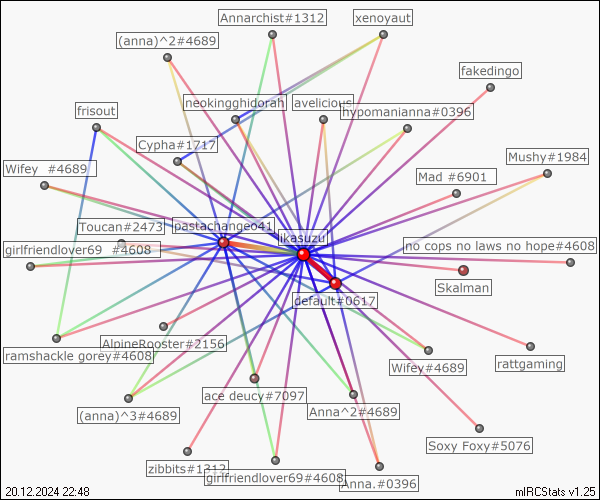 Annarchist#1312
xenoyaut
(anna)^2#4689
fakedingo
neokingghidorah
avelicious
hypomanianna#0396
frisout
Cypha#1717
Mushy#1984
Wifey_#4689
Mad #6901
Toucan#2473
pastachangeo41
ikasuzu
girlfriendlover69_#4608
no cops no laws no hope#4608
Skalman
default#0617
AlpineRooster#2156
ramshackle gorey#4608
Wifey#4689
rattgaming
ace deucy#7097
(anna)^3#4689
Anna^2#4689
Soxy Foxy#5076
zibbits#1312
girlfriendlover69#4608
Anna.#0396
20.12.2024 22:48
mIRCStats v1.25